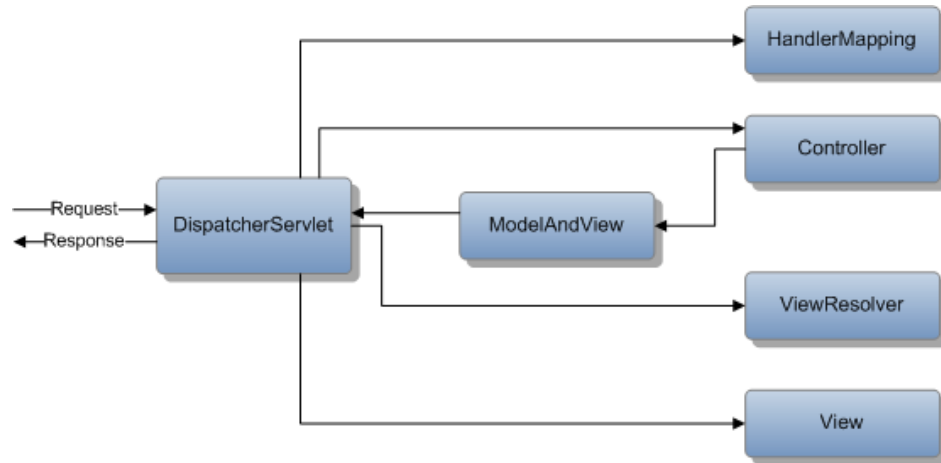 HandlerMapping
Controller
Request
DispatcherServlet
ModelAndView
Response
ViewResolver
View